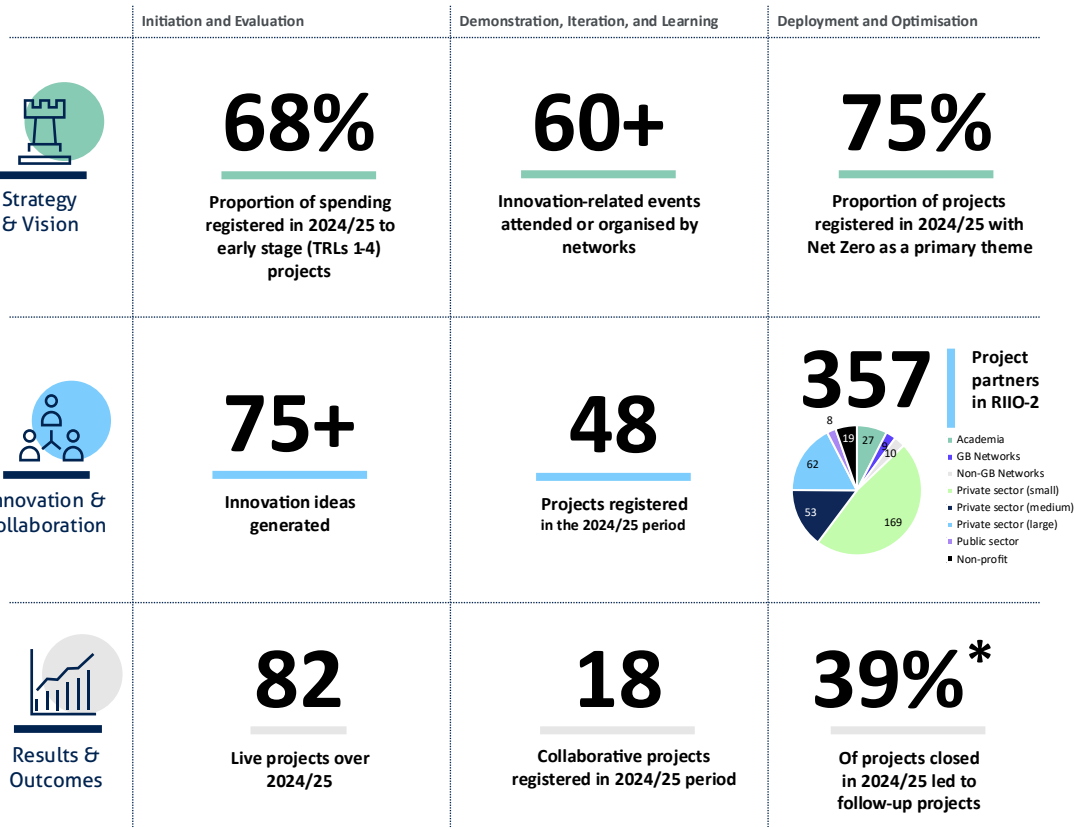 Initiation and Evaluation
Demonstration, Iteration, and Learning
Deployment and Optimisation
Strategy
& Vision
68%
Proportion of spending
registered in 2024/25 to
early stage (TRLs 1-4)
projects
60+
Innovation-related events
attended or organised by
networks
75%
Proportion of projects
registered in 2024/25 with
Net Zero as a primary theme
nnovation &
ollaboration
75+
Innovation ideas
generated
48
Projects registered
in the 2024/25 period
357
Project
partners
in RIIO-2
8
19
27
9
10
62
53
169
Academia
GB Networks
Non-GB Networks
Private sector (small)
Private sector (medium)
Private sector (large)
Public sector
Non-profit
Results &
Outcomes
82
Live projects over
2024/25
18
Collaborative projects
registered in 2024/25 period
39%*
Of projects closed
in 2024/25 led to
follow-up projects